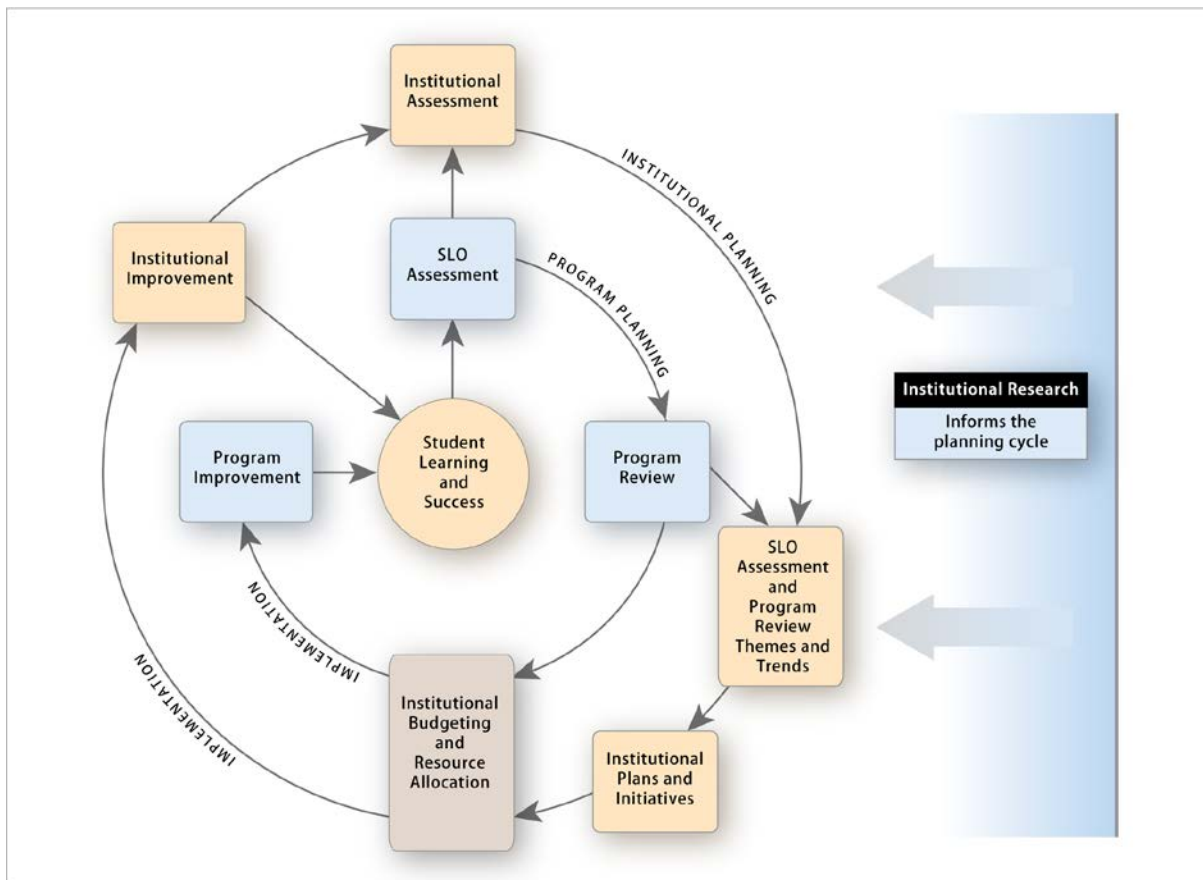 Institutional
Assessment
INSTITUTIONAL PLANNING
Institutional
Improvement
SLO
Assessment
PROGRAM PLANNING
Institutional Research
Informs the
planning cycle
Program
Improvement
Student
Learning
and
Success
Program
Review
SLO
Assessment
and
Program
Review
Themes and
Trends
IMPLEMENTATION
IMPLEMENTATION
Institutional
Budgeting
and
Resource
Allocation
Institutional
Plans and
Initiatives